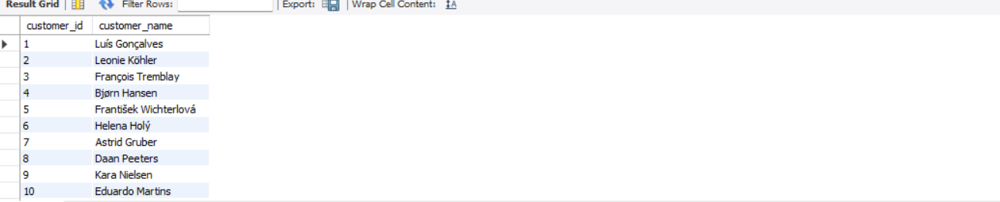 Result Grid | Filter Rows: | Export: | Wrap Cell Content: IA
customer_id customer_name
1 Luís Gonçalves
2 Leonie Köhler
3 François Tremblay
4 Bjørn Hansen
5 František Wichterlová
6 Helena Holý
7 Astrid Gruber
8 Daan Peeters
9 Kara Nielsen
10 Eduardo Martins